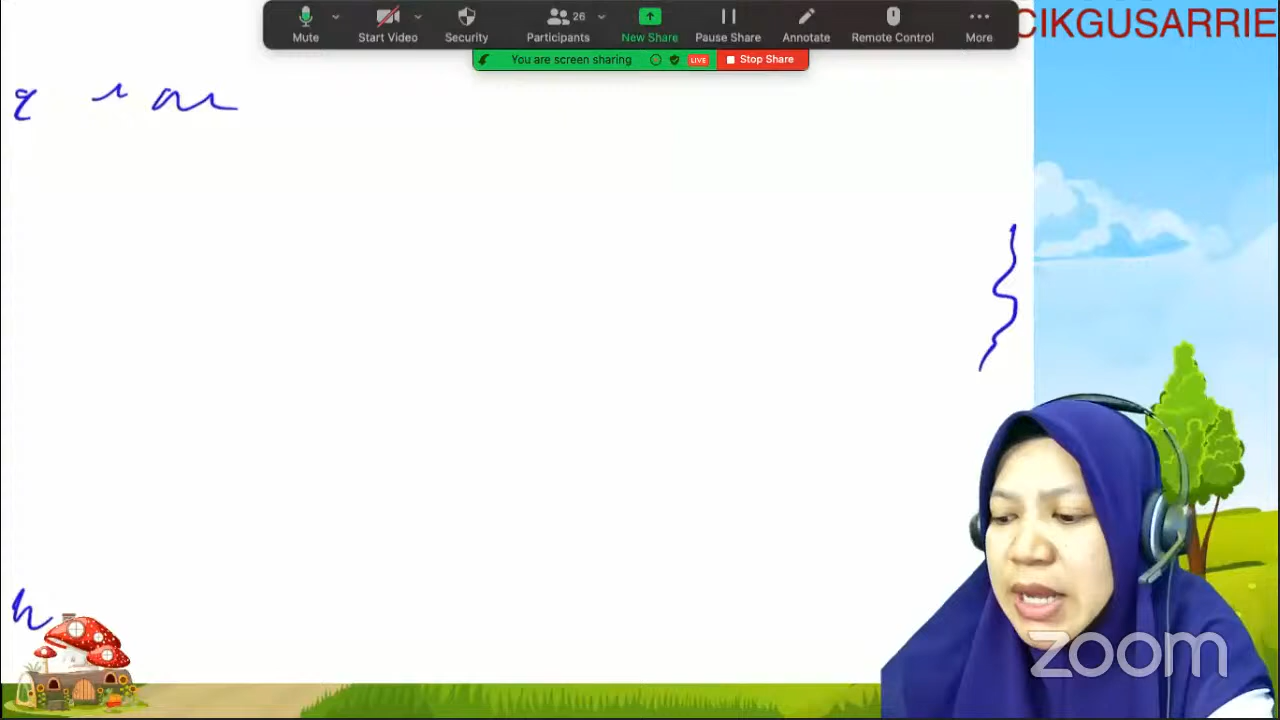 Mute Start Video Security Participants 26 New Share Pause Share Annotate Remote Control More
CIKGUSARRIE
You are screen sharing LIVE Stop Share
zoom